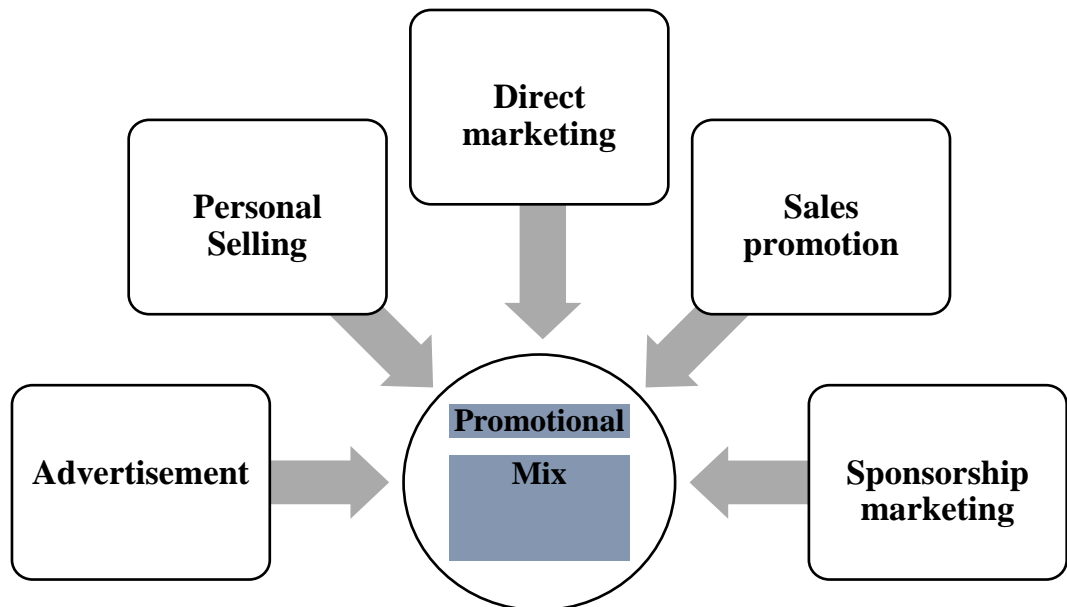 Direct
marketing
Personal
Selling
Sales
promotion
Promotional
Mix
Advertisement
Sponsorship
marketing